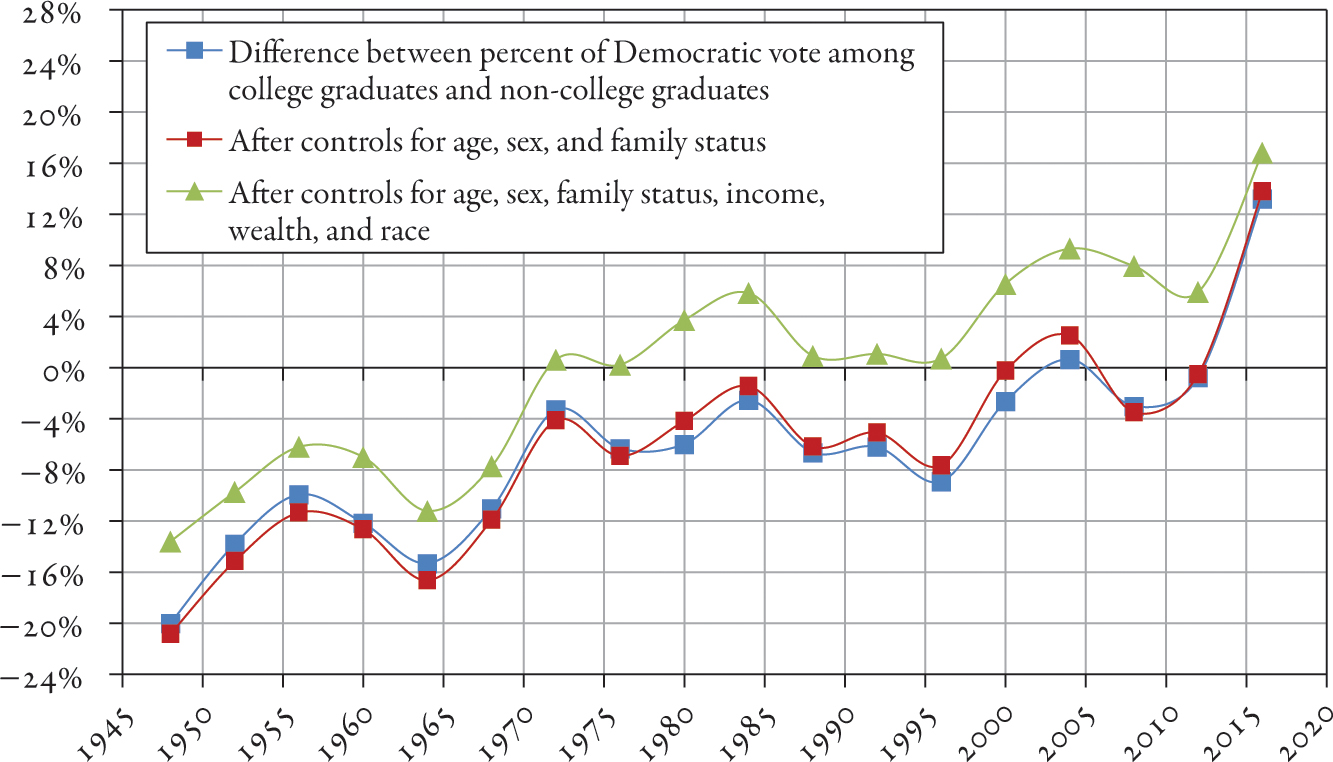 28%
24%
20%
16%
12%
8%
4%
0%
−4%
−8%
−12%
−16%
−20%
−24%
Difference between percent of Democratic vote among
college graduates and non-college graduates
After controls for age, sex, and family status
After controls for age, sex, family status, income,
wealth, and race
1945 1950 1955 1960 1965 1970 1975 1980 1985 1990 1995 2000 2005 2010 2015 2020